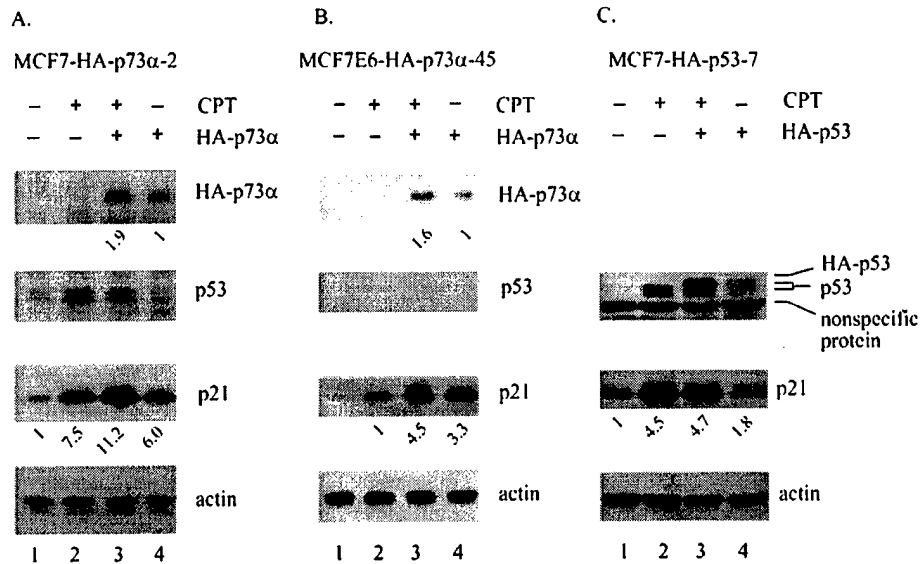 A.
MCF7-HA-p73α-2
– + + – CPT
– – + + HA-p73α
HA-p73α
1.9 1
p53
p21
1 7.5 11.2 6.0
actin
1 2 3 4
B.
MCF7E6-HA-p73α-45
– + + – CPT
– – + + HA-p73α
HA-p73α
1.6 1
p53
p21
1 4.5 3.3
actin
1 2 3 4
C.
MCF7-HA-p53-7
– + + – CPT
– – + + HA-p53
HA-p53
p53
nonspecific
protein
p21
1 4.5 4.7 1.8
actin
1 2 3 4